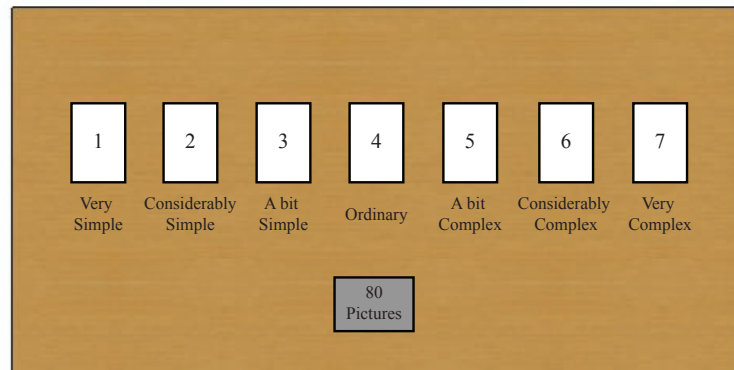 1 2 3 4 5 6 7
Very Considerably A bit Ordinary A bit Considerably Very
Simple Simple Simple Complex Complex Complex
80
Pictures